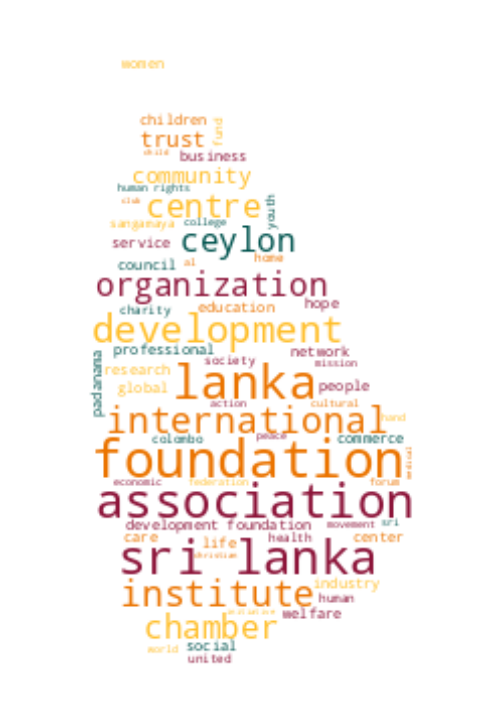 women
children
fund
trust
child
business
community
human rights
club
centre
youth
sangamaya
college
service
ceylon
council
al
home
organization
charity
education
hope
development
professional
network
padanama
society
mission
research
lanka
people
global
action
cultural
international
hand
colombo
peace
commerce
foundation
medical
economic
federation
forum
association
development foundation
movement
sri
care
life
health
center
christian
sri lanka
industry
institute
human
welfare
chamber
world
social
united